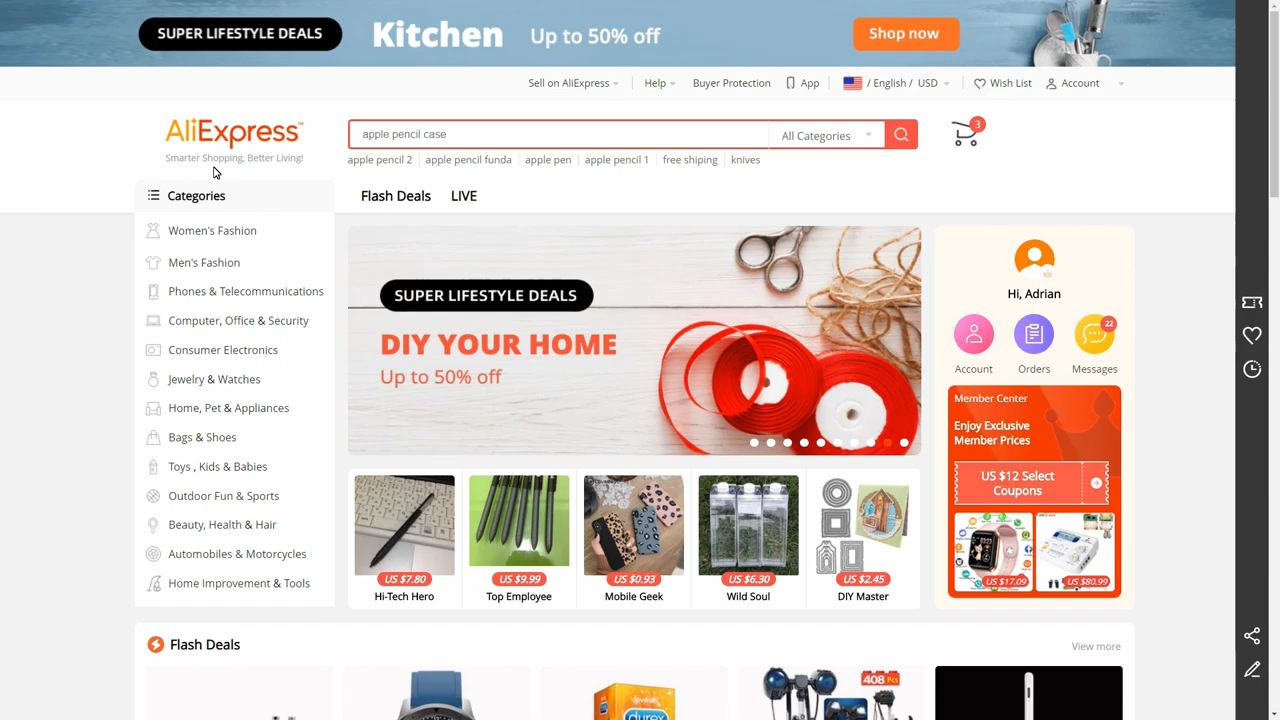 SUPER LIFESTYLE DEALS Kitchen Up to 50% off Shop now
Sell on AliExpress Help Buyer Protection App / English / USD Wish List Account
AliExpress™
Smarter Shopping, Better Living!
apple pencil case All Categories
3
apple pencil 2 apple pencil funda apple pen apple pencil 1 free shiping knives
Categories
Flash Deals LIVE
Women's Fashion
Men's Fashion
Phones & Telecommunications
Computer, Office & Security
Consumer Electronics
Jewelry & Watches
Home, Pet & Appliances
Bags & Shoes
Toys , Kids & Babies
Outdoor Fun & Sports
Beauty, Health & Hair
Automobiles & Motorcycles
Home Improvement & Tools
SUPER LIFESTYLE DEALS
DIY YOUR HOME
Up to 50% off
US $7.80 US $9.99 US $0.93 US $6.30 US $2.45
Hi-Tech Hero Top Employee Mobile Geek Wild Soul DIY Master
Hi, Adrian
22
Account Orders Messages
Member Center
Enjoy Exclusive
Member Prices
US $12 Select
Coupons
US $17.09 US $80.99
Flash Deals View more
408 Pcs
durex